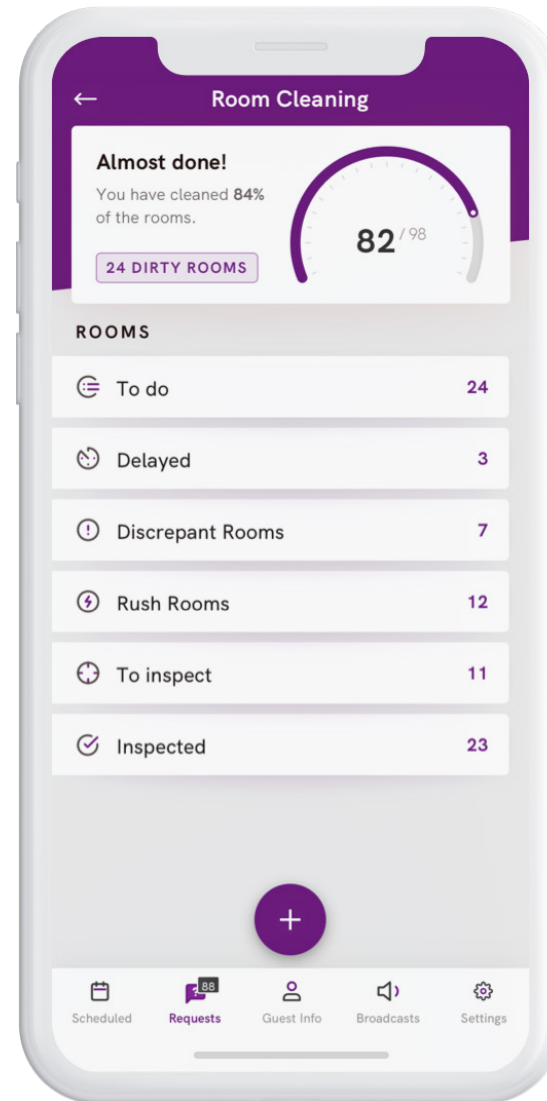 Room Cleaning
Almost done!
You have cleaned 84%
of the rooms.
82 / 98
24 DIRTY ROOMS
ROOMS
To do 24
Delayed 3
Discrepant Rooms 7
Rush Rooms 12
To inspect 11
Inspected 23
+
88
Scheduled Requests Guest Info Broadcasts Settings